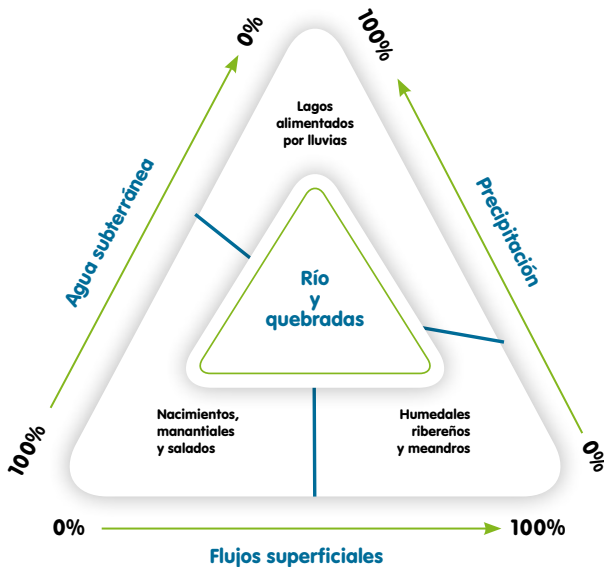 0%
100%
Lagos
alimentados
por lluvias
Agua subterránea
Precipitación
Río
y
quebradas
Nacimientos,
manantiales
y salados
Humedales
ribereños
y meandros
100%
0%
0%
100%
Flujos superficiales